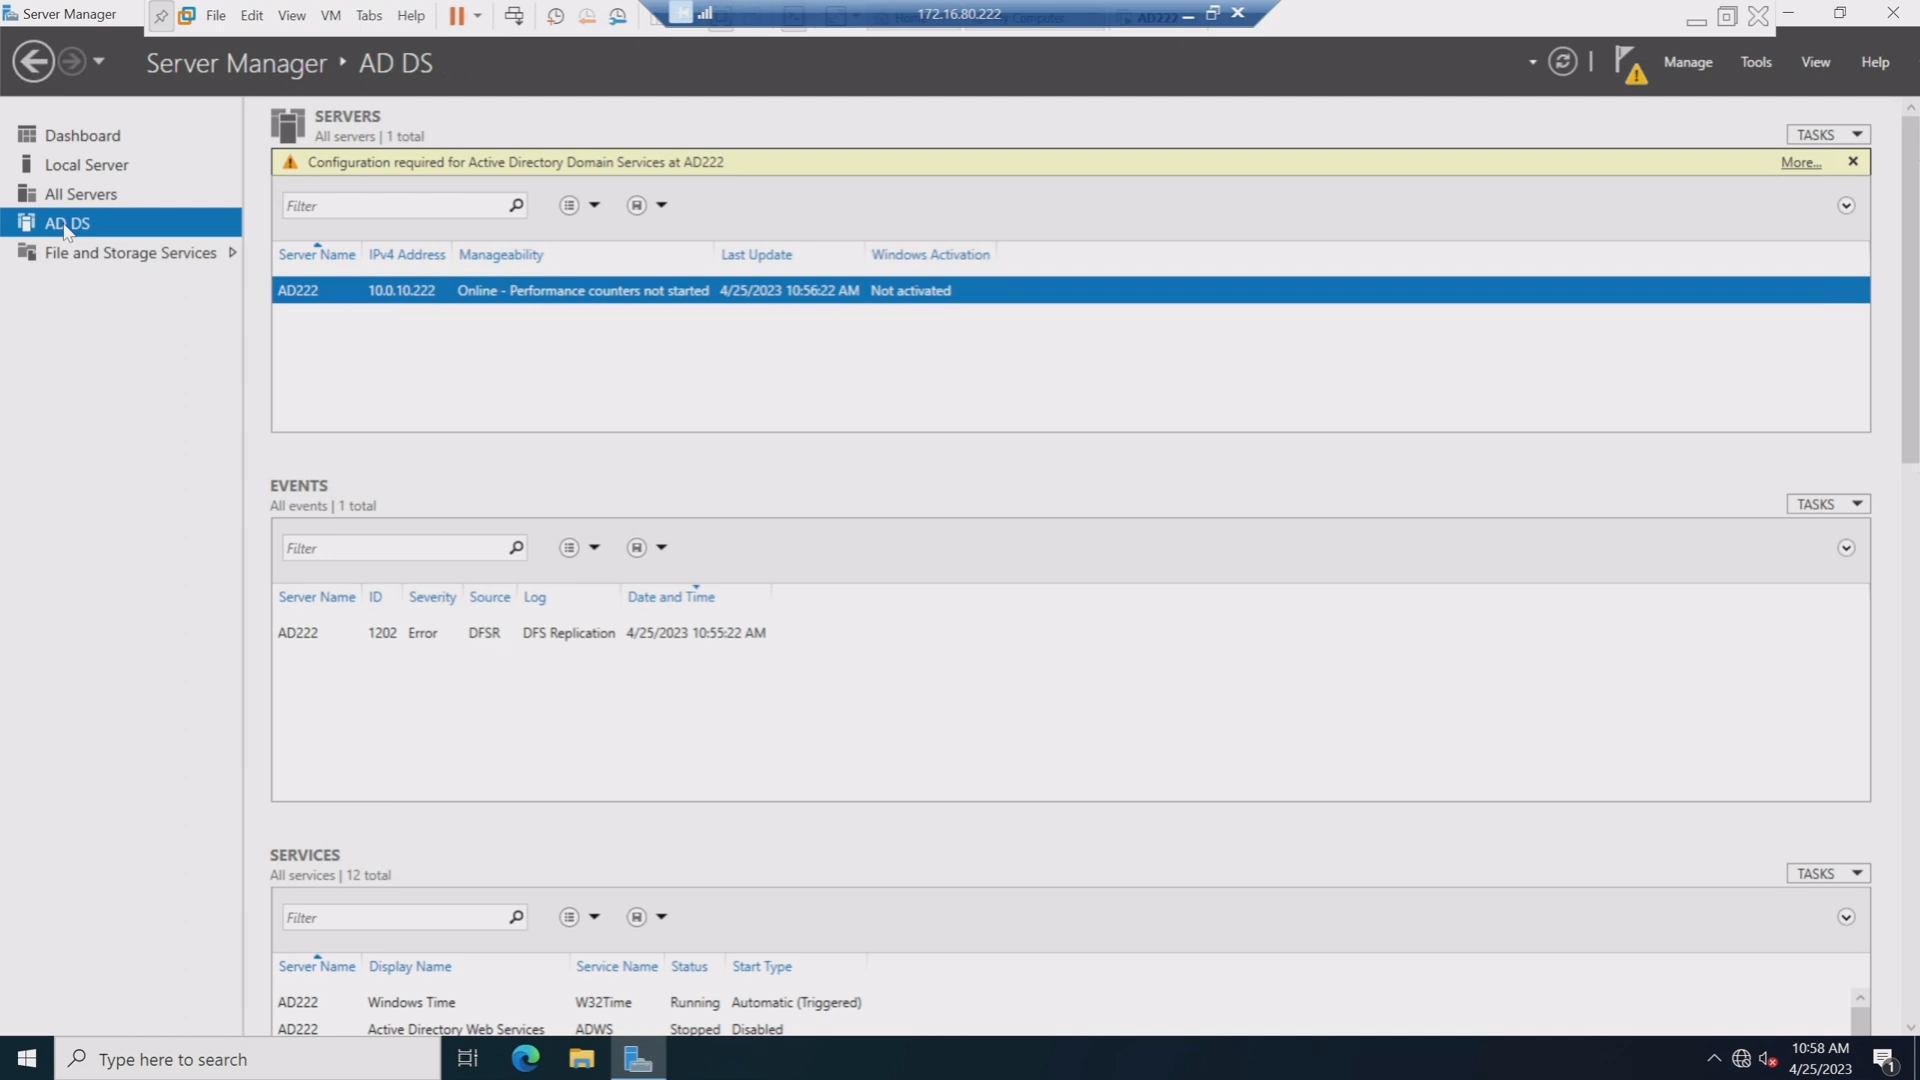 Server Manager
File Edit View VM Tabs Help
172.16.80.222
AD222
Server Manager ‣ AD DS
Manage Tools View Help
Dashboard
Local Server
All Servers
AD DS
File and Storage Services
SERVERS
All servers | 1 total
TASKS
Configuration required for Active Directory Domain Services at AD222
More...
Filter
Server Name IPv4 Address Manageability Last Update Windows Activation
AD222 10.0.10.222 Online - Performance counters not started 4/25/2023 10:56:22 AM Not activated
EVENTS
All events | 1 total
TASKS
Filter
Server Name ID Severity Source Log Date and Time
AD222 1202 Error DFSR DFS Replication 4/25/2023 10:55:22 AM
SERVICES
All services | 12 total
TASKS
Filter
Server Name Display Name Service Name Status Start Type
AD222 Windows Time W32Time Running Automatic (Triggered)
AD222 Active Directory Web Services ADWS Stopped Disabled
Type here to search
10:58 AM
4/25/2023
1